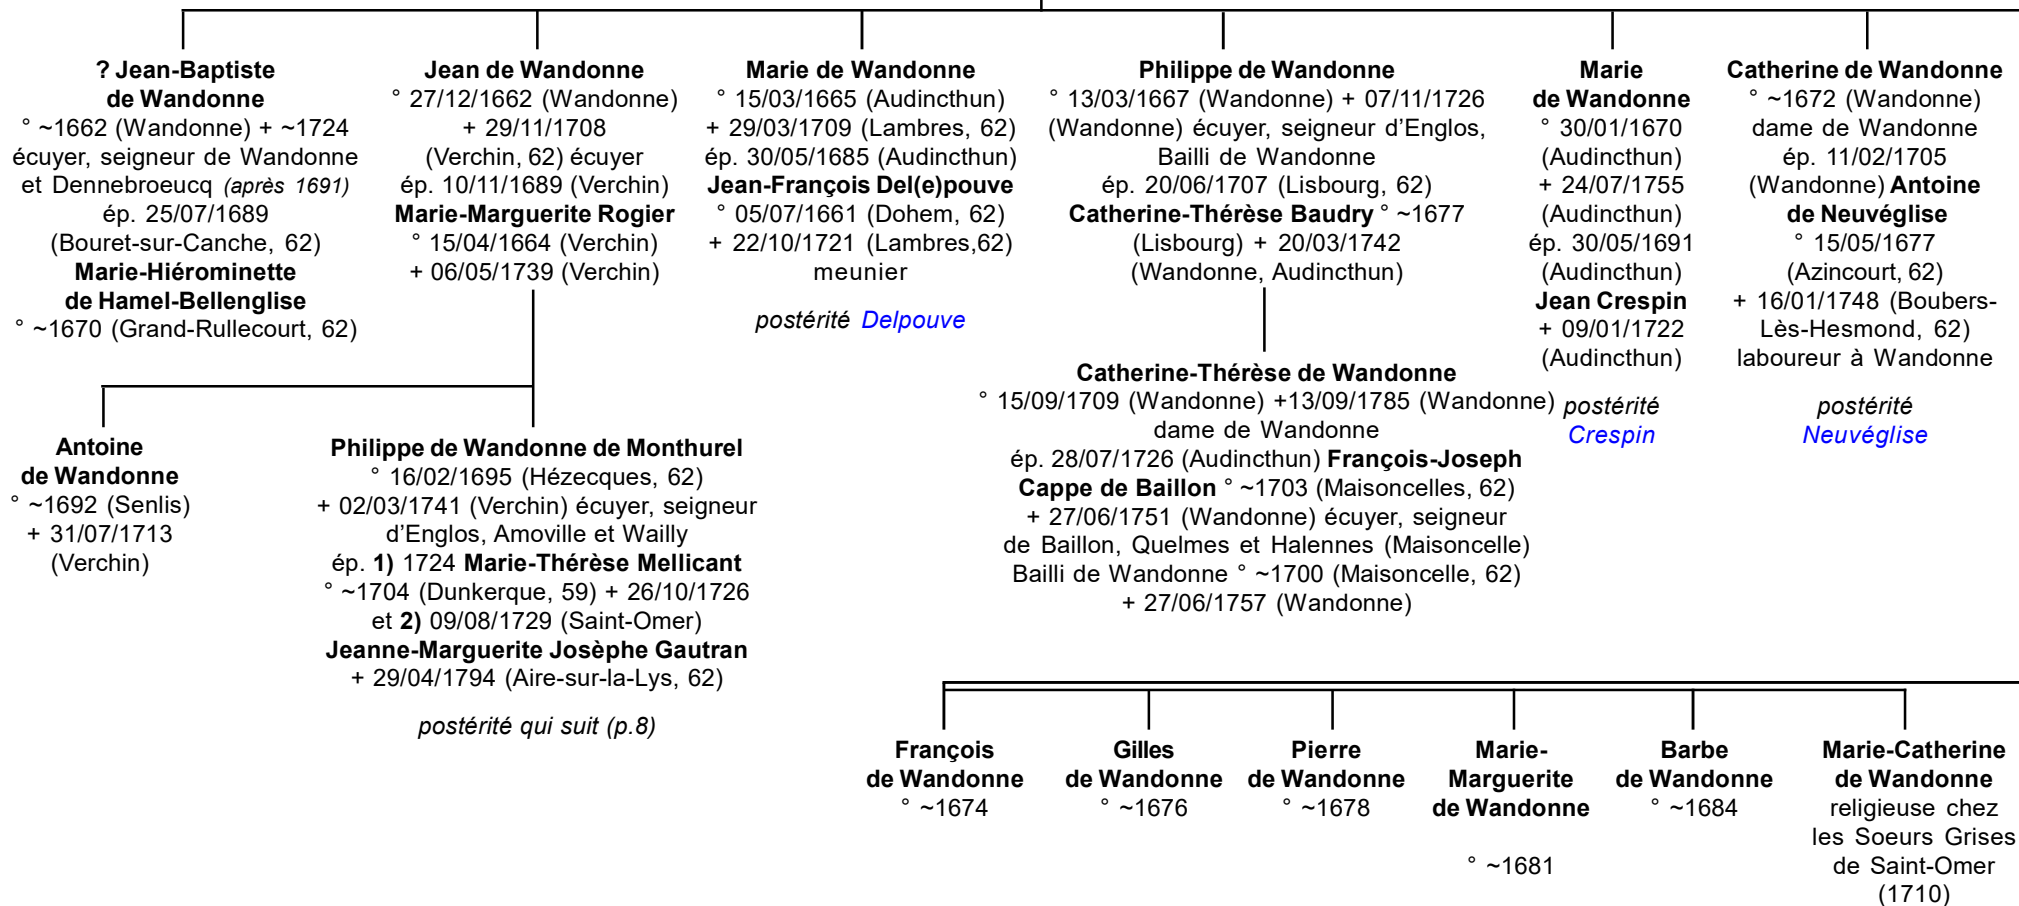 ? Jean-Baptiste
de Wandonne
° ~1662 (Wandonne) + ~1724
écuyer, seigneur de Wandonne
et Dennebroeucq (après 1691)
ép. 25/07/1689
(Bouret-sur-Canche, 62)
Marie-Hiérominette
de Hamel-Bellenglise
° ~1670 (Grand-Rullecourt, 62)
Jean de Wandonne
° 27/12/1662 (Wandonne)
+ 29/11/1708
(Verchin, 62) écuyer
ép. 10/11/1689 (Verchin)
Marie-Marguerite Rogier
° 15/04/1664 (Verchin)
+ 06/05/1739 (Verchin)
Marie de Wandonne
° 15/03/1665 (Audincthun)
+ 29/03/1709 (Lambres, 62)
ép. 30/05/1685 (Audincthun)
Jean-François Del(e)pouve
° 05/07/1661 (Dohem, 62)
+ 22/10/1721 (Lambres,62)
meunier
postérité Delpouve
Philippe de Wandonne
° 13/03/1667 (Wandonne) + 07/11/1726
(Wandonne) écuyer, seigneur d'Englos,
Bailli de Wandonne
ép. 20/06/1707 (Lisbourg, 62)
Catherine-Thérèse Baudry ° ~1677
(Lisbourg) + 20/03/1742
(Wandonne, Audincthun)
Marie
de Wandonne
° 30/01/1670
(Audincthun)
+ 24/07/1755
(Audincthun)
ép. 30/05/1691
(Audincthun)
Jean Crespin
+ 09/01/1722
(Audincthun)
postérité
Crespin
Catherine de Wandonne
° ~1672 (Wandonne)
dame de Wandonne
ép. 11/02/1705
(Wandonne) Antoine
de Neuvéglise
° 15/05/1677
(Azincourt, 62)
+ 16/01/1748 (Boubers-
Lès-Hesmond, 62)
laboureur à Wandonne
postérité
Neuvéglise
Antoine
de Wandonne
° ~1692 (Senlis)
+ 31/07/1713
(Verchin)
Philippe de Wandonne de Monthurel
° 16/02/1695 (Hézecques, 62)
+ 02/03/1741 (Verchin) écuyer, seigneur
d'Englos, Amoville et Wailly
ép. 1) 1724 Marie-Thérèse Mellicant
° ~1704 (Dunkerque, 59) + 26/10/1726
et 2) 09/08/1729 (Saint-Omer)
Jeanne-Marguerite Josèphe Gautran
+ 29/04/1794 (Aire-sur-la-Lys, 62)
postérité qui suit (p.8)
Catherine-Thérèse de Wandonne
° 15/09/1709 (Wandonne) +13/09/1785 (Wandonne)
dame de Wandonne
ép. 28/07/1726 (Audincthun) François-Joseph
Cappe de Baillon ° ~1703 (Maisoncelles, 62)
+ 27/06/1751 (Wandonne) écuyer, seigneur
de Baillon, Quelmes et Halennes (Maisoncelle)
Bailli de Wandonne ° ~1700 (Maisoncelle, 62)
+ 27/06/1757 (Wandonne)
François
de Wandonne
° ~1674
Gilles
de Wandonne
° ~1676
Pierre
de Wandonne
° ~1678
Marie-
Marguerite
de Wandonne
° ~1681
Barbe
de Wandonne
° ~1684
Marie-Catherine
de Wandonne
religieuse chez
les Soeurs Grises
de Saint-Omer
(1710)